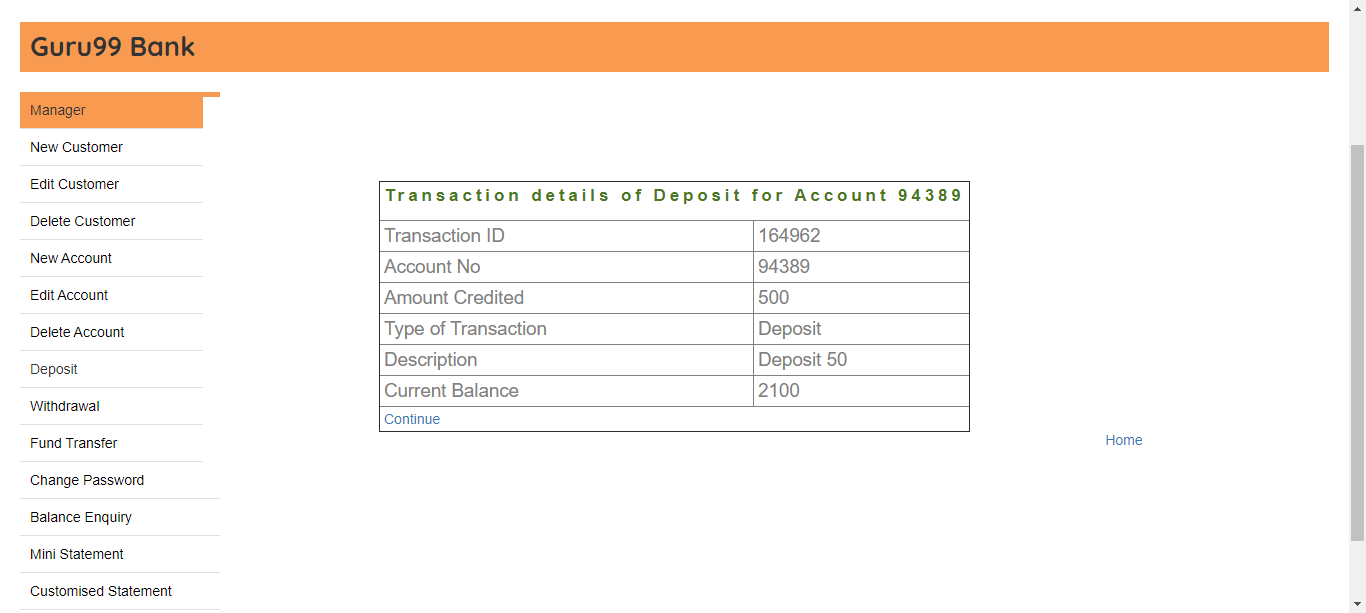 Guru99 Bank
Manager
New Customer
Edit Customer
Delete Customer
New Account
Edit Account
Delete Account
Deposit
Withdrawal
Fund Transfer
Change Password
Balance Enquiry
Mini Statement
Customised Statement
Transaction details of Deposit for Account 94389
Transaction ID 164962
Account No 94389
Amount Credited 500
Type of Transaction Deposit
Description Deposit 50
Current Balance 2100
Continue
Home